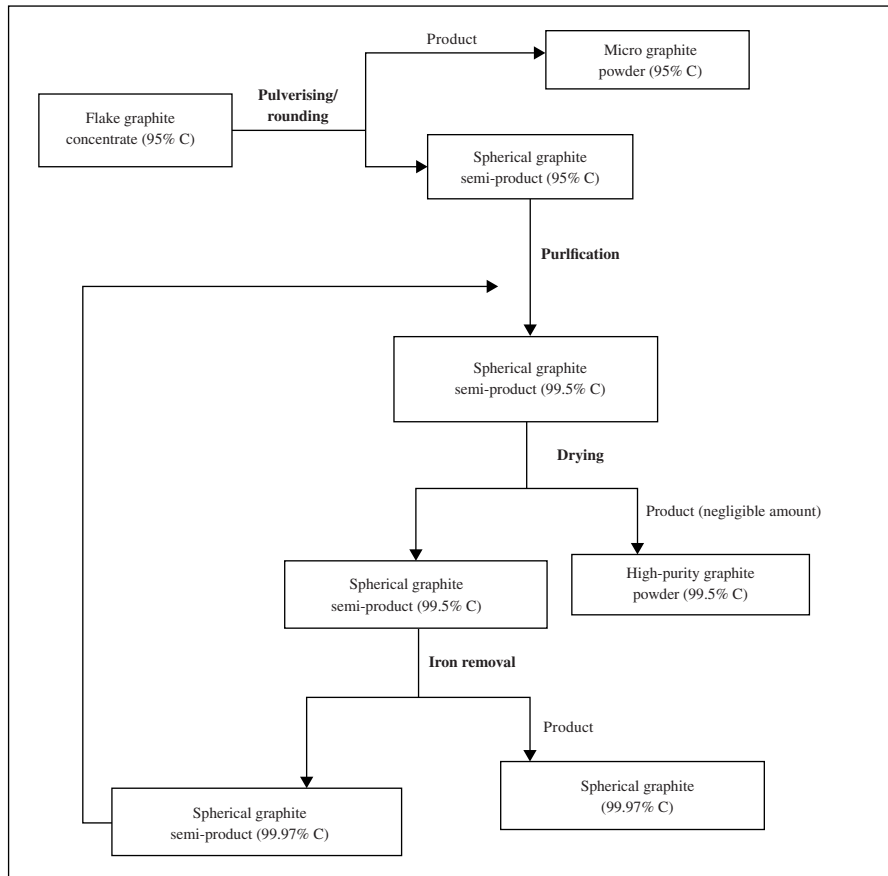 Product
Micro graphite
powder (95% C)
Pulverising/
rounding
Flake graphite
concentrate (95% C)
Spherical graphite
semi-product (95% C)
Purlfication
Spherical graphite
semi-product (99.5% C)
Drying
Product (negligible amount)
Spherical graphite
semi-product (99.5% C)
High-purity graphite
powder (99.5% C)
Iron removal
Product
Spherical graphite
semi-product (99.97% C)
Spherical graphite
(99.97% C)